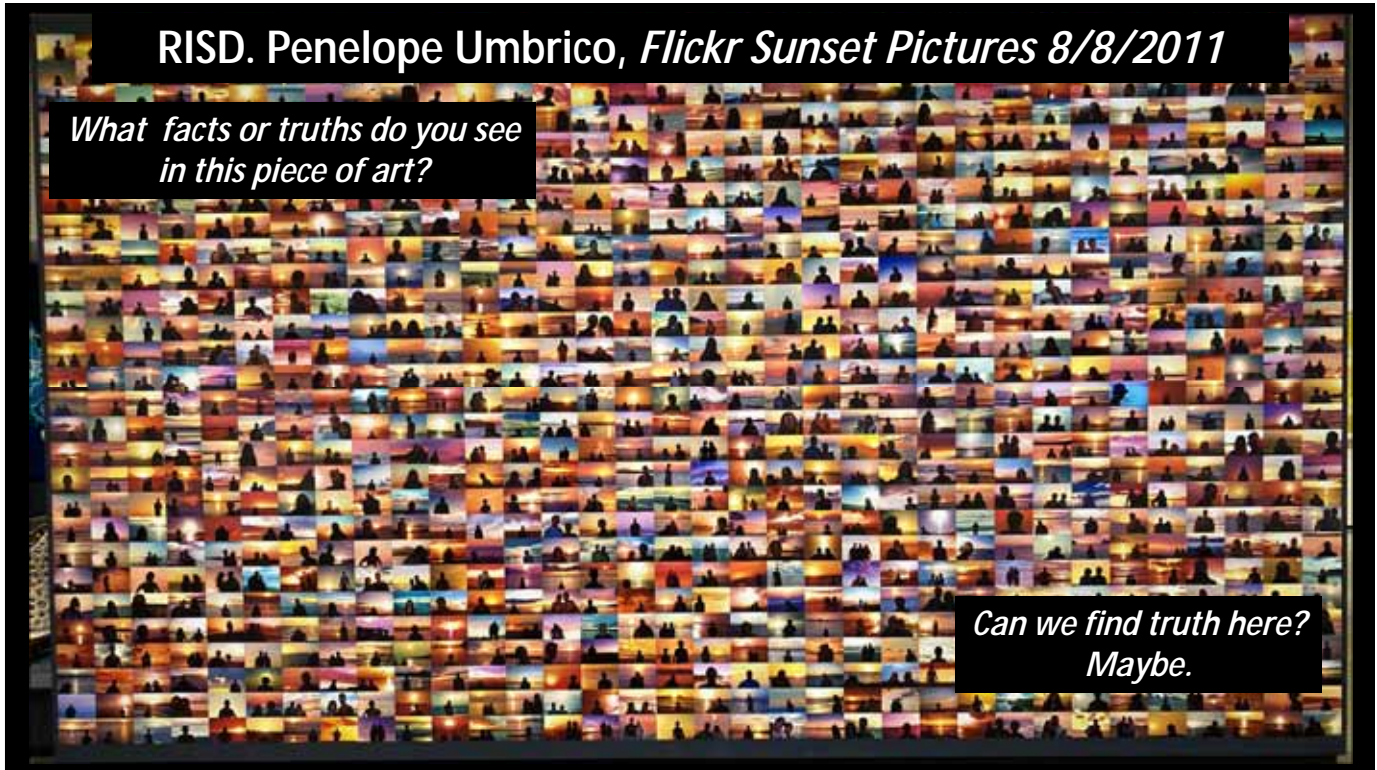 RISD. Penelope Umbrico, Flickr Sunset Pictures 8/8/2011
What facts or truths do you see
in this piece of art?
Can we find truth here?
Maybe.